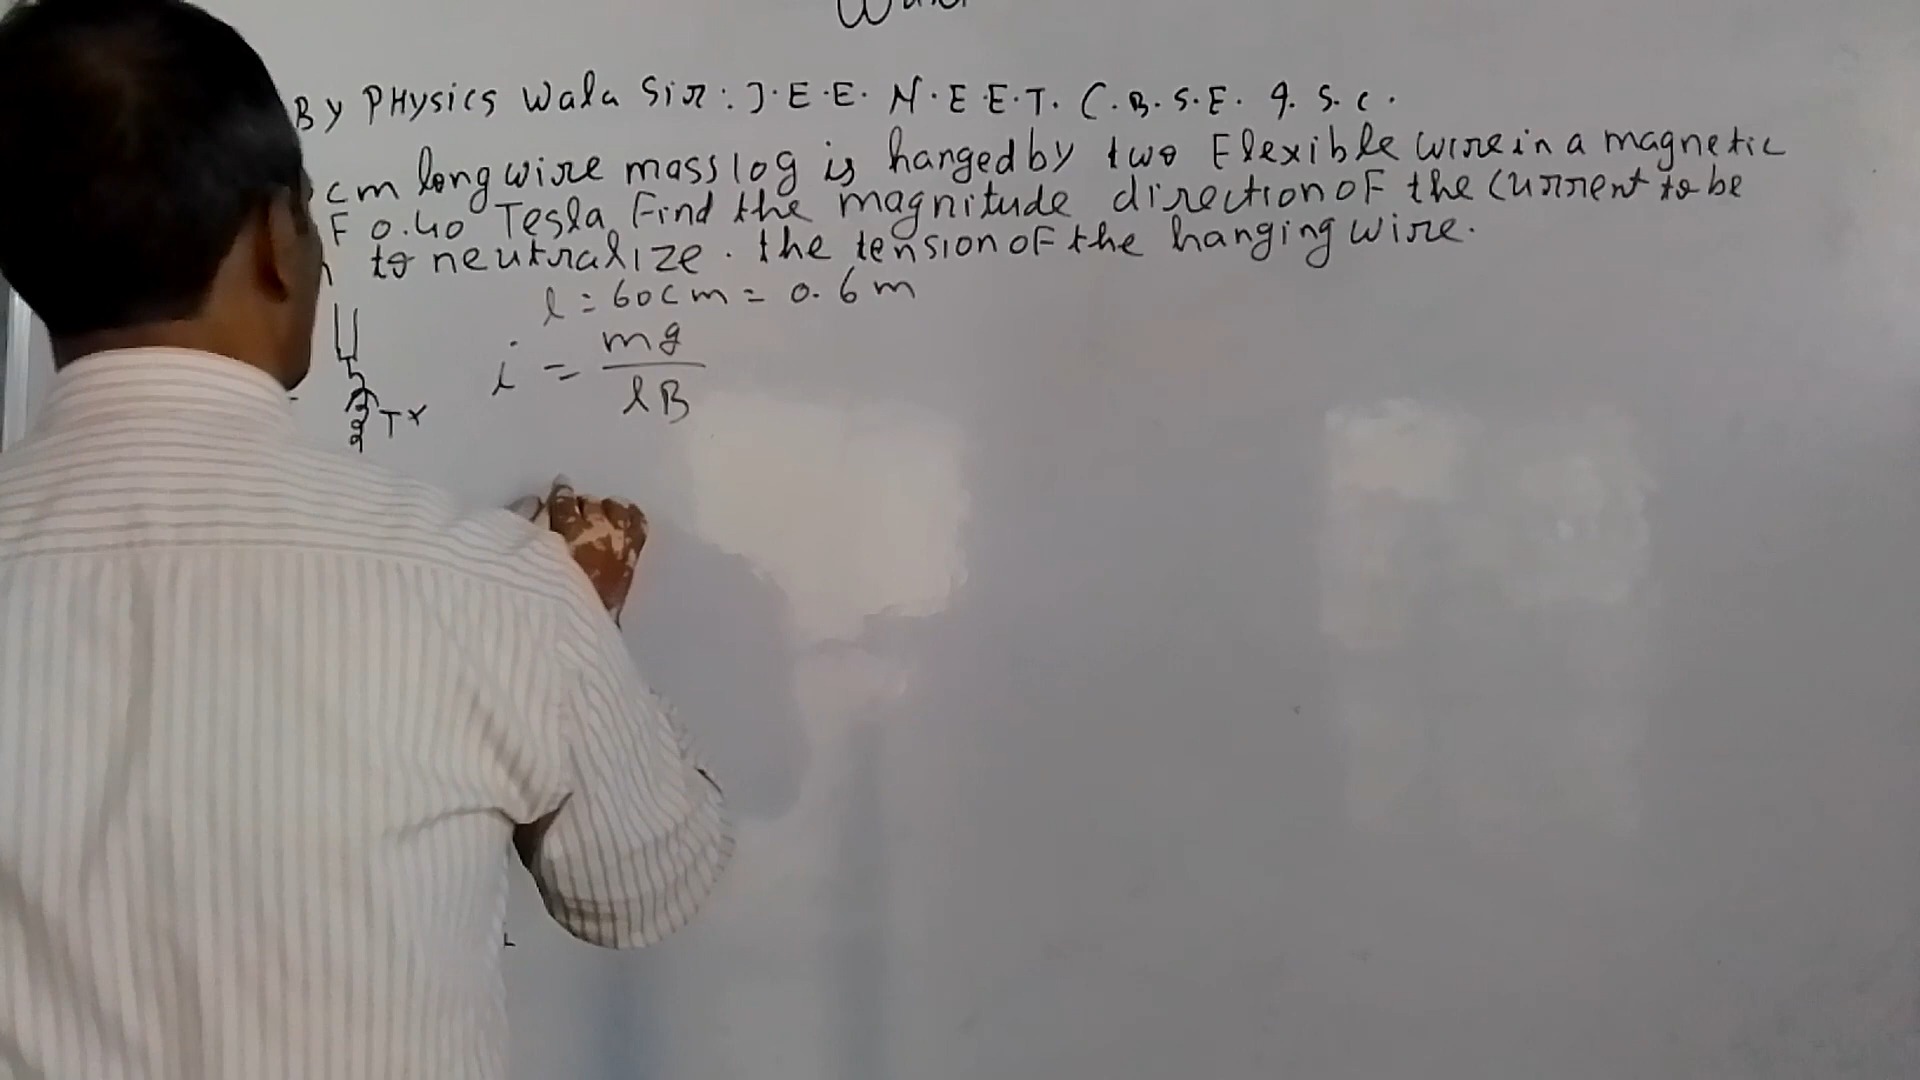 By PHysics Wala Sir: J.E.E. N.E.E.T. C.B.S.E. I.S.C.
cm long wire mass 10g is hanged by two Flexible wire in a magnetic
F 0.40 Tesla Find the magnitude direction oF the current to be
to neutralize. the tension oF the hanging wire.
l = 60cm = 0.6m
i = mg / lB
T